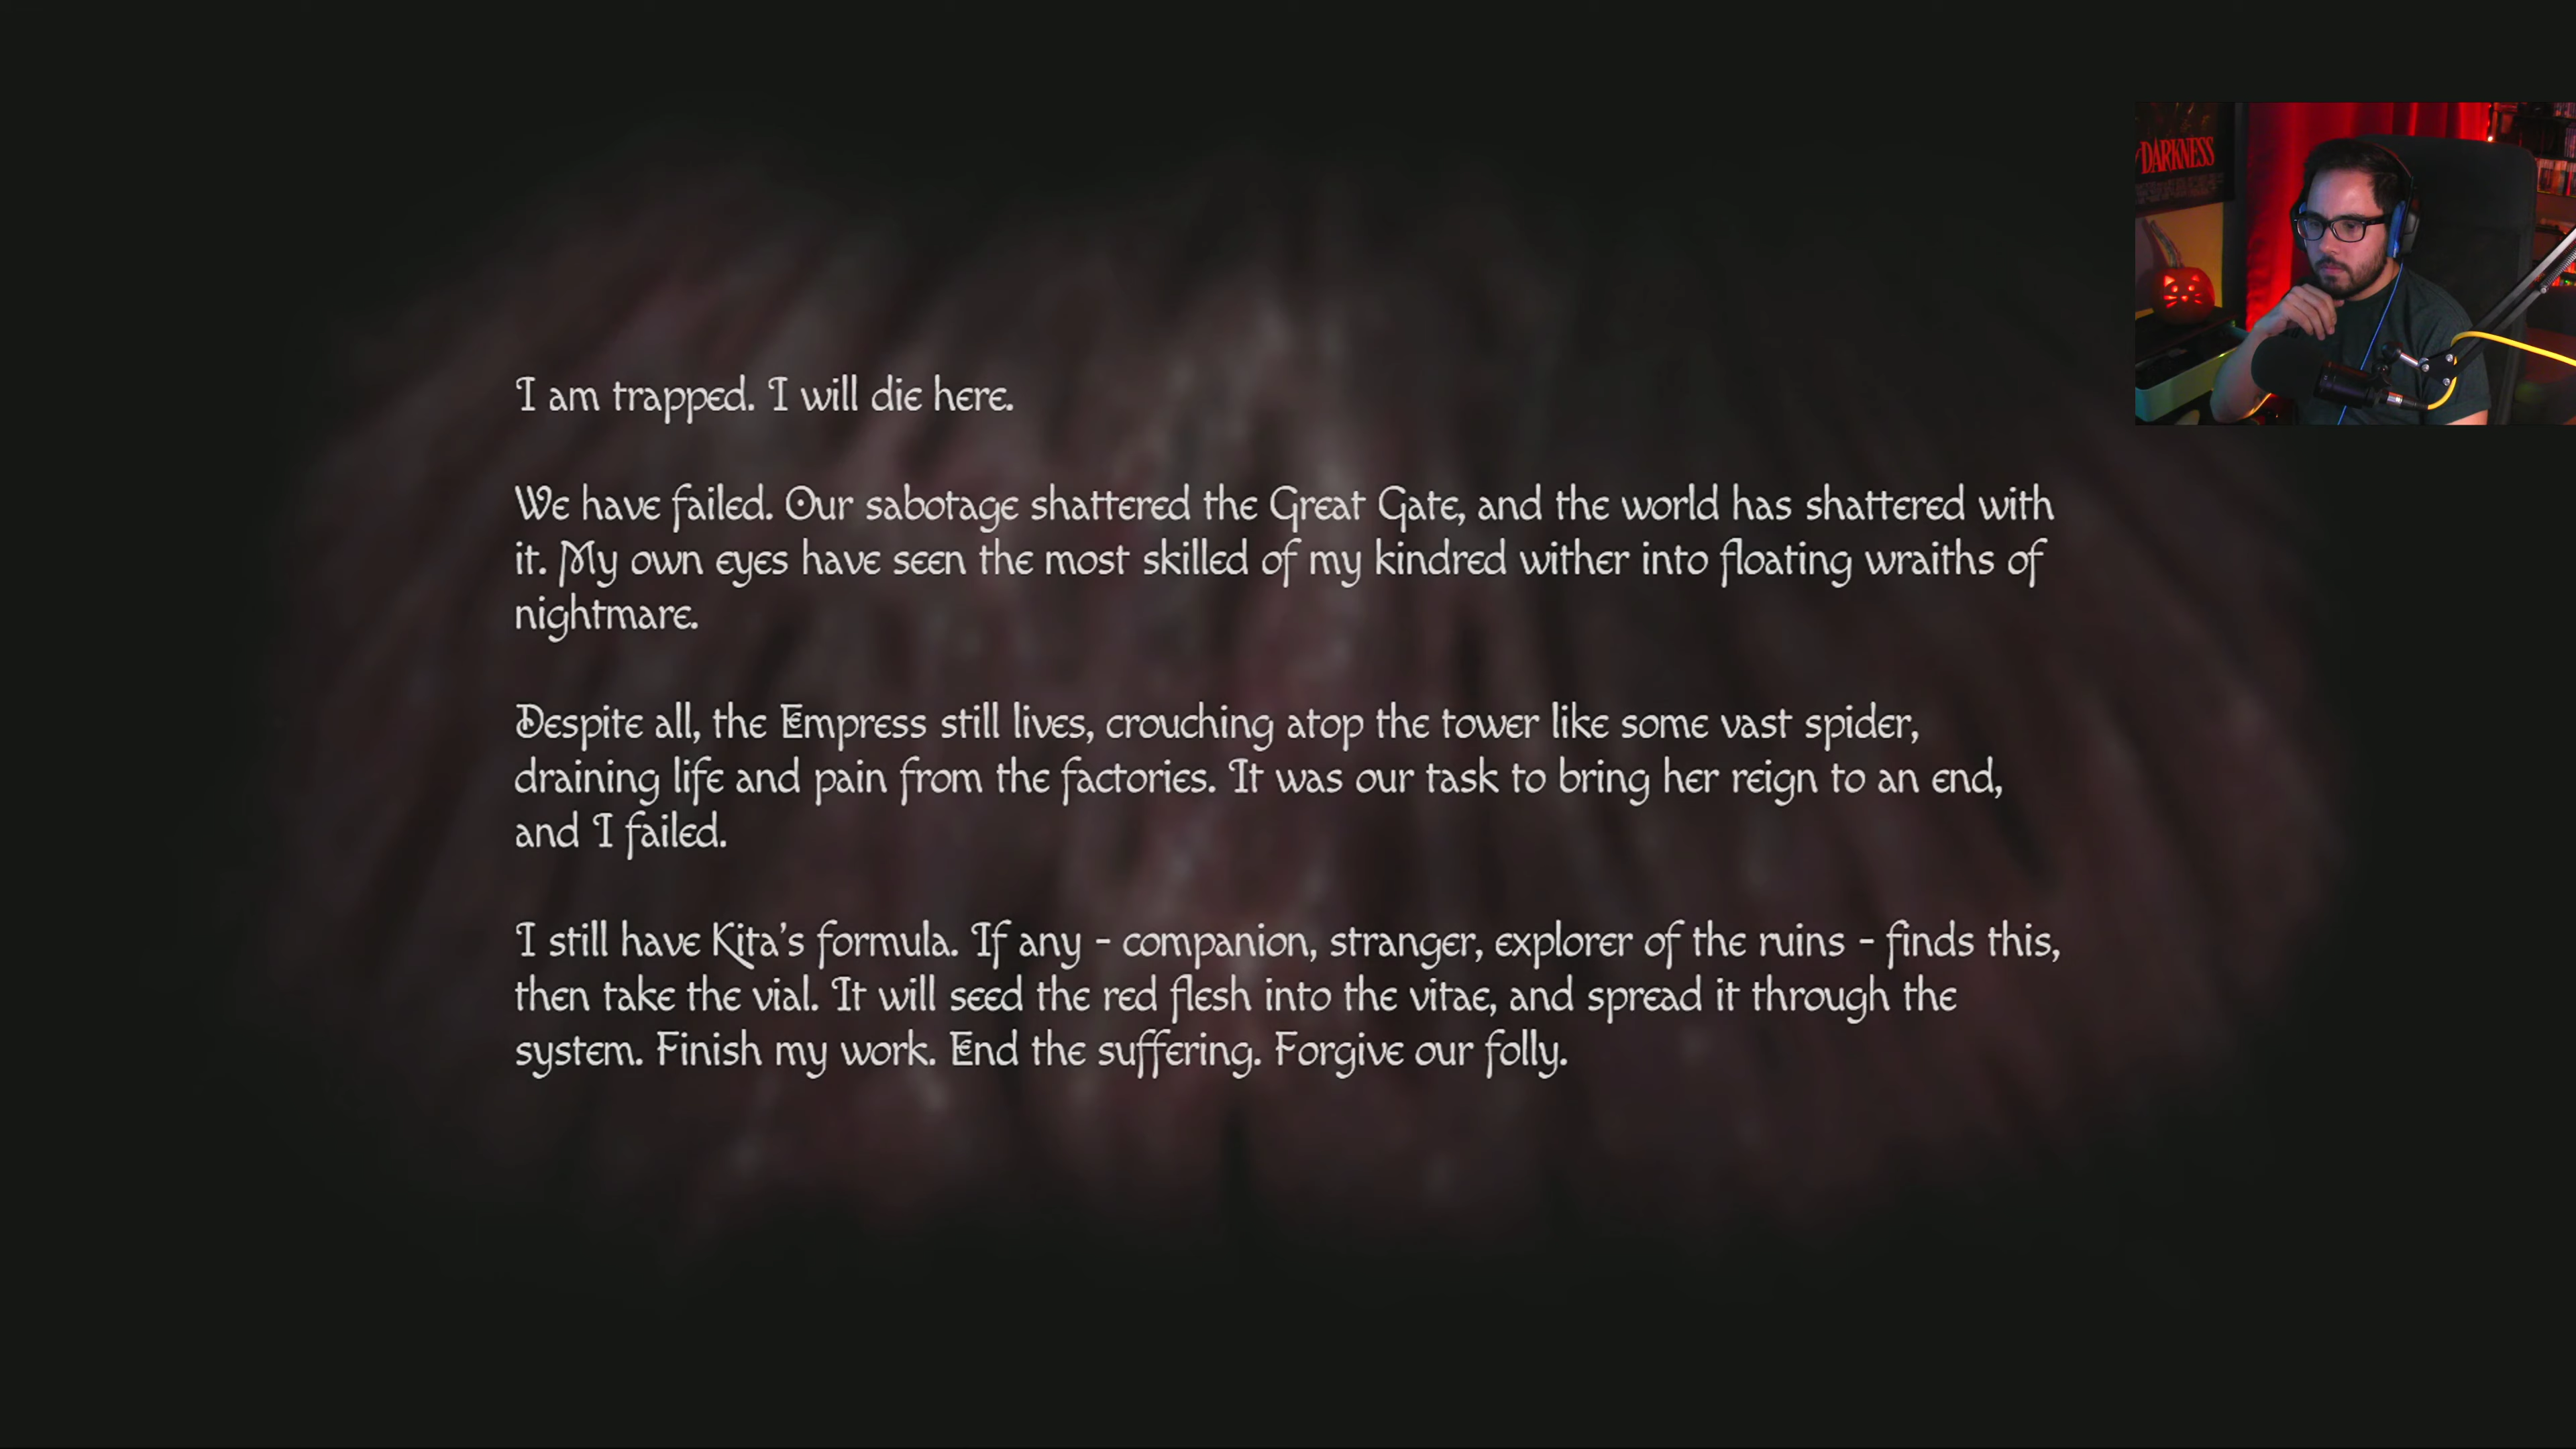 DARKNESS
I am trapped. I will die here.
We have failed. Our sabotage shattered the Great Gate, and the world has shattered with
it. My own eyes have seen the most skilled of my kindred wither into floating wraiths of
nightmare.
Despite all, the Empress still lives, crouching atop the tower like some vast spider,
draining life and pain from the factories. It was our task to bring her reign to an end,
and I failed.
I still have Kita's formula. If any - companion, stranger, explorer of the ruins - finds this,
then take the vial. It will seed the red flesh into the vitae, and spread it through the
system. Finish my work. End the suffering. Forgive our folly.